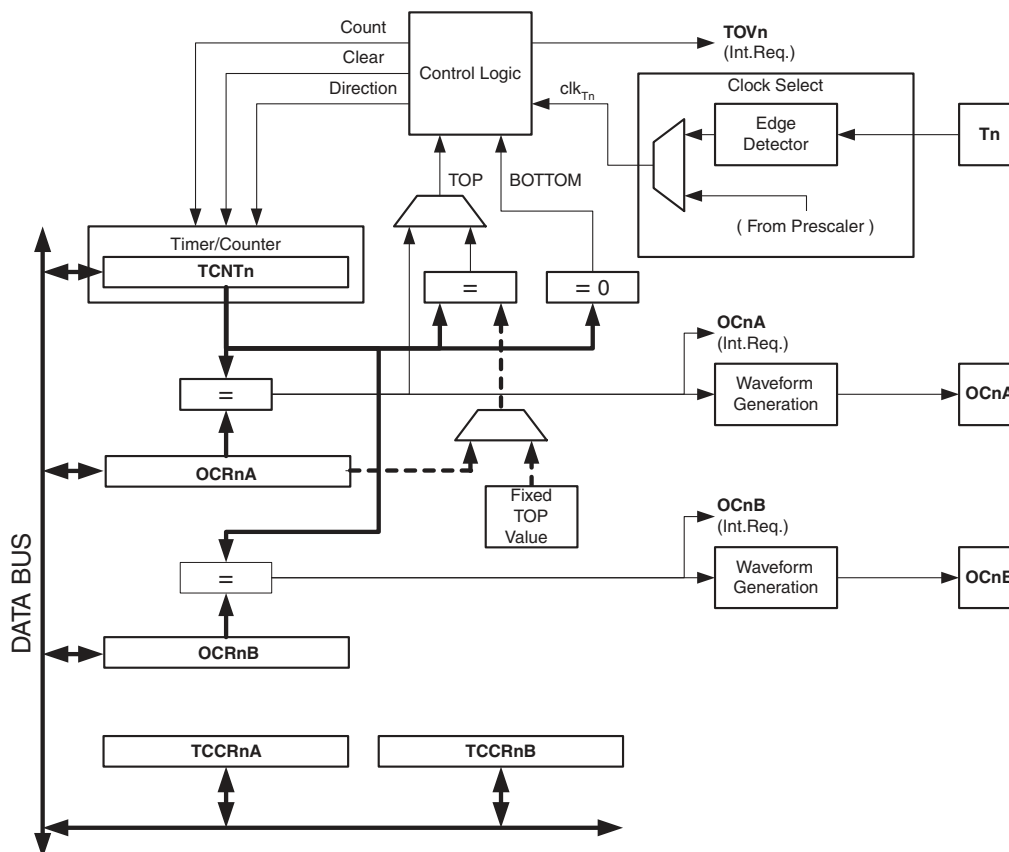 Count
Clear
Direction
Control Logic
TOVn
(Int.Req.)
clkTn
Clock Select
Edge
Detector
Tn
( From Prescaler )
TOP
BOTTOM
Timer/Counter
TCNTn
=
= 0
OCnA
(Int.Req.)
=
Waveform
Generation
OCnA
OCRnA
Fixed
TOP
Value
OCnB
(Int.Req.)
=
Waveform
Generation
OCnB
OCRnB
DATA BUS
TCCRnA
TCCRnB